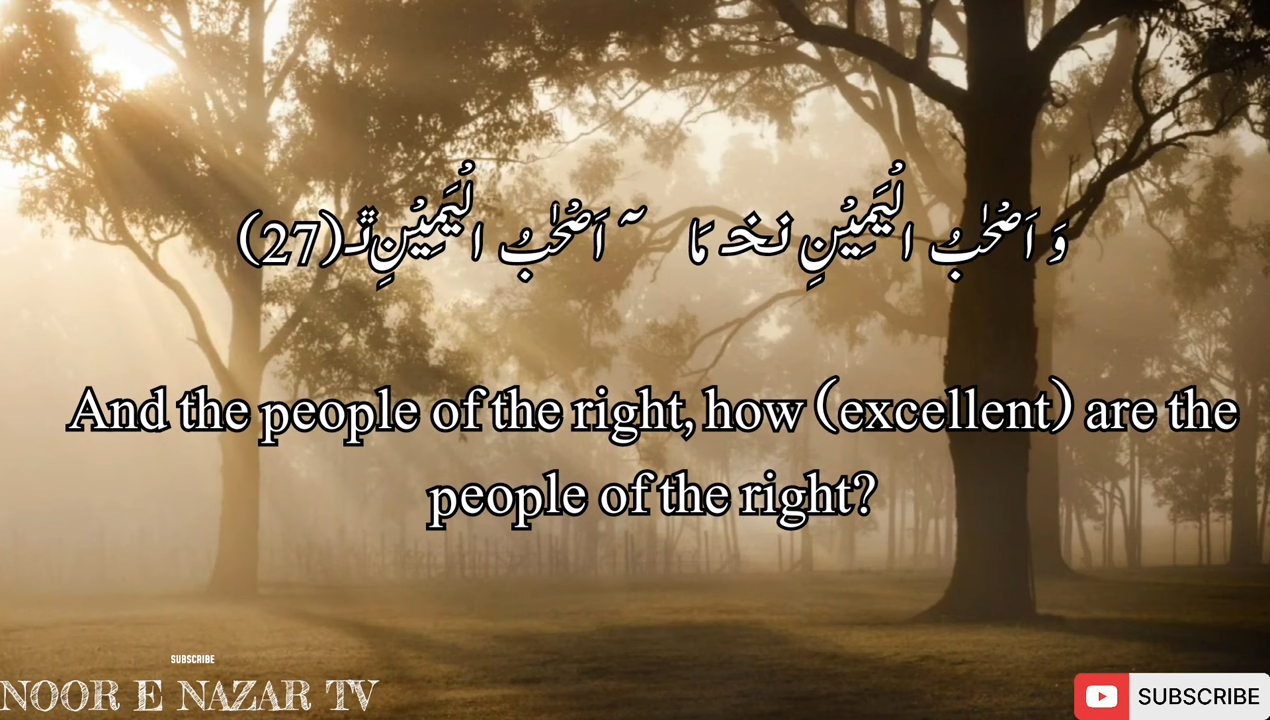 وَ اَصْحٰبُ الْیَمِیْنِ ﳔ مَاۤ اَصْحٰبُ الْیَمِیْنِﭤ(27)
And the people of the right, how (excellent) are the
people of the right?
SUBSCRIBE
NOOR E NAZAR TV
SUBSCRIBE